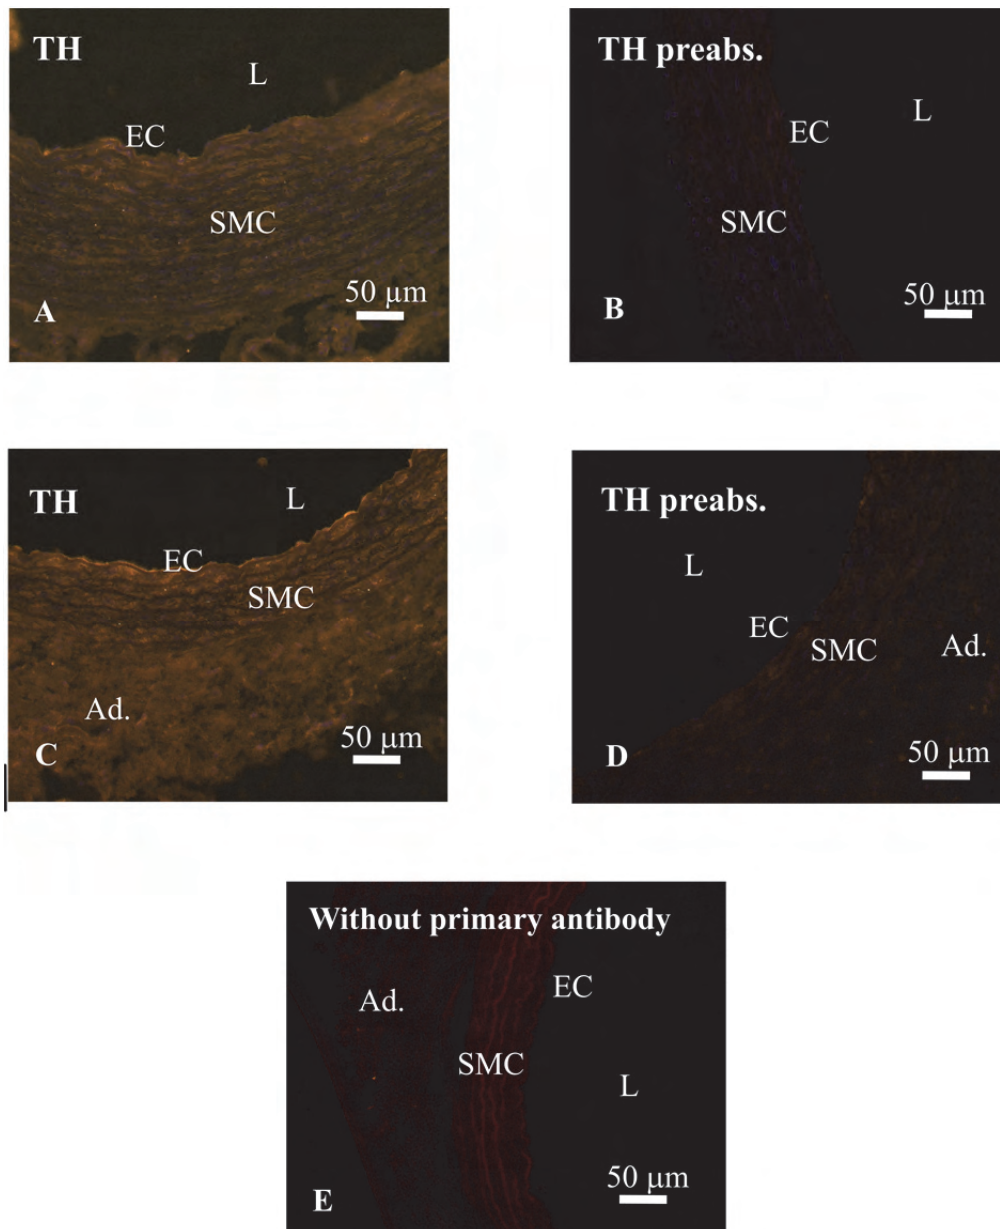 TH
L
EC
SMC
50 µm
A
TH preabs.
EC
L
SMC
50 µm
B
TH
L
EC
SMC
Ad.
50 µm
C
TH preabs.
L
EC
SMC
Ad.
50 µm
D
Without primary antibody
EC
Ad.
SMC
L
50 µm
E